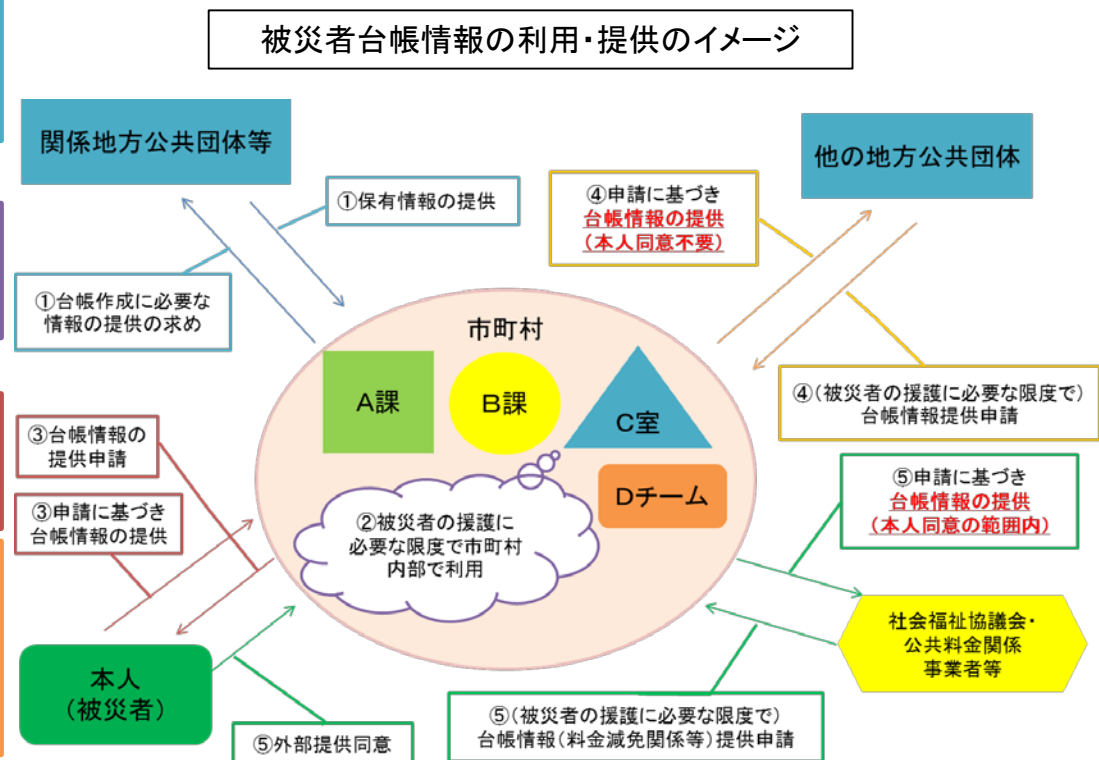 被災者台帳情報の利用・提供のイメージ
関係地方公共団体等
他の地方公共団体
①保有情報の提供
④申請に基づき
台帳情報の提供
(本人同意不要)
①台帳作成に必要な
情報の提供の求め
市町村
A課
B課
C室
Dチーム
④(被災者の援護に必要な限度で)
台帳情報提供申請
③台帳情報の
提供申請
③申請に基づき
台帳情報の提供
②被災者の援護に
必要な限度で市町村
内部で利用
⑤申請に基づき
台帳情報の提供
(本人同意の範囲内)
社会福祉協議会・
公共料金関係
事業者等
本人
(被災者)
⑤外部提供同意
⑤(被災者の援護に必要な限度で)
台帳情報(料金減免関係等)提供申請